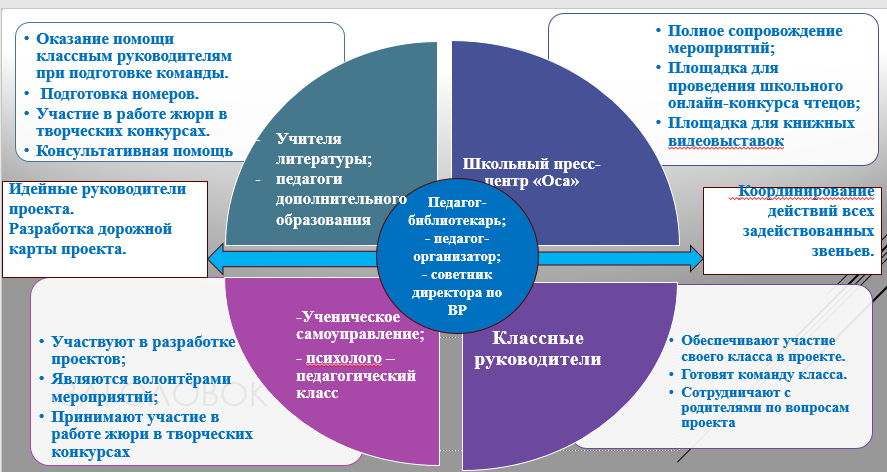 • Оказание помощи
классным руководителям
при подготовке команды.
• Подготовка номеров.
• Участие в работе жюри в
творческих конкурсах.
• Консультативная помощь
• Полное сопровождение
мероприятий;
• Площадка для
проведения школьного
онлайн-конкурса чтецов;
• Площадка для книжных
видеовыставок
- Учителя
литературы;
- педагоги
дополнительного
образования
Школьный пресс-
центр «Оса»
Идейные руководители
проекта.
Разработка дорожной
карты проекта.
Педагог-
библиотекарь;
- педагог-
организатор;
- советник
директора по
ВР
Координирование
действий всех
задействованных
звеньев.
-Ученическое
самоуправление;
- психолого –
педагогический
класс
Классные
руководители
• Участвуют в разработке
проектов;
• Являются волонтёрами
мероприятий;
• Принимают участие в
работе жюри в творческих
конкурсах
• Обеспечивают участие
своего класса в проекте.
• Готовят команду класса.
• Сотрудничают с
родителями по вопросам
проекта